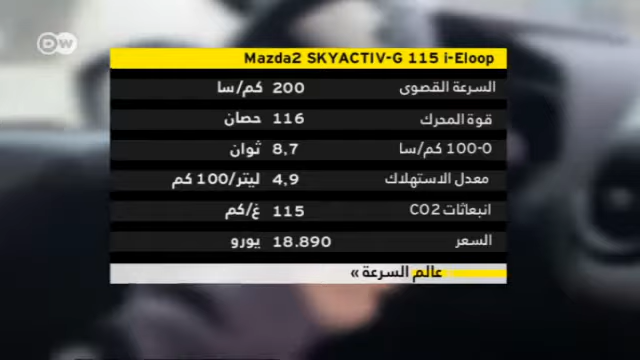 DW
Mazda2 SKYACTIV-G 115 i-Eloop
السرعة القصوى 200 كم/سا
قوة المحرك 116 حصان
0-100 كم/سا 8,7 ثوان
معدل الاستهلاك 4,9 ليتر/100 كم
انبعاثات CO2 115 غ/كم
السعر 18.890 يورو
عالم السرعة »